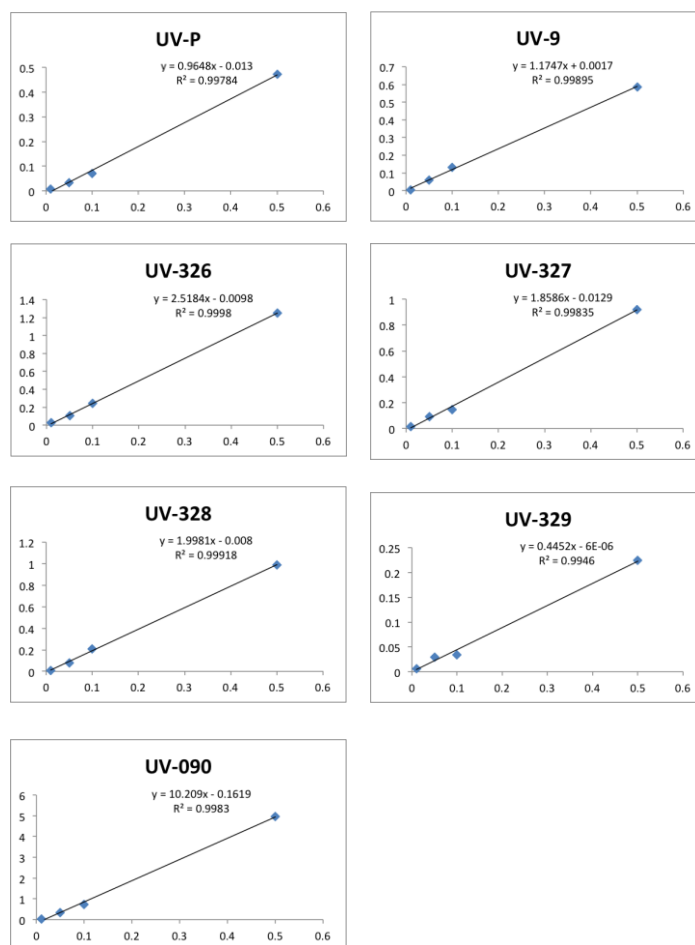 UV-P
y = 0.9648x - 0.013
R² = 0.99784
0.5
0.4
0.3
0.2
0.1
0
0 0.1 0.2 0.3 0.4 0.5 0.6
UV-9
y = 1.1747x + 0.0017
R² = 0.99895
0.7
0.6
0.5
0.4
0.3
0.2
0.1
0
0 0.1 0.2 0.3 0.4 0.5 0.6
UV-326
y = 2.5184x - 0.0098
R² = 0.9998
1.4
1.2
1
0.8
0.6
0.4
0.2
0
0 0.1 0.2 0.3 0.4 0.5 0.6
UV-327
y = 1.8586x - 0.0129
R² = 0.99835
1
0.8
0.6
0.4
0.2
0
0 0.1 0.2 0.3 0.4 0.5 0.6
UV-328
y = 1.9981x - 0.008
R² = 0.99918
1.2
1
0.8
0.6
0.4
0.2
0
0 0.1 0.2 0.3 0.4 0.5 0.6
UV-329
y = 0.4452x - 6E-06
R² = 0.9946
0.25
0.2
0.15
0.1
0.05
0
0 0.1 0.2 0.3 0.4 0.5 0.6
UV-090
y = 10.209x - 0.1619
R² = 0.9983
6
5
4
3
2
1
0
0 0.1 0.2 0.3 0.4 0.5 0.6